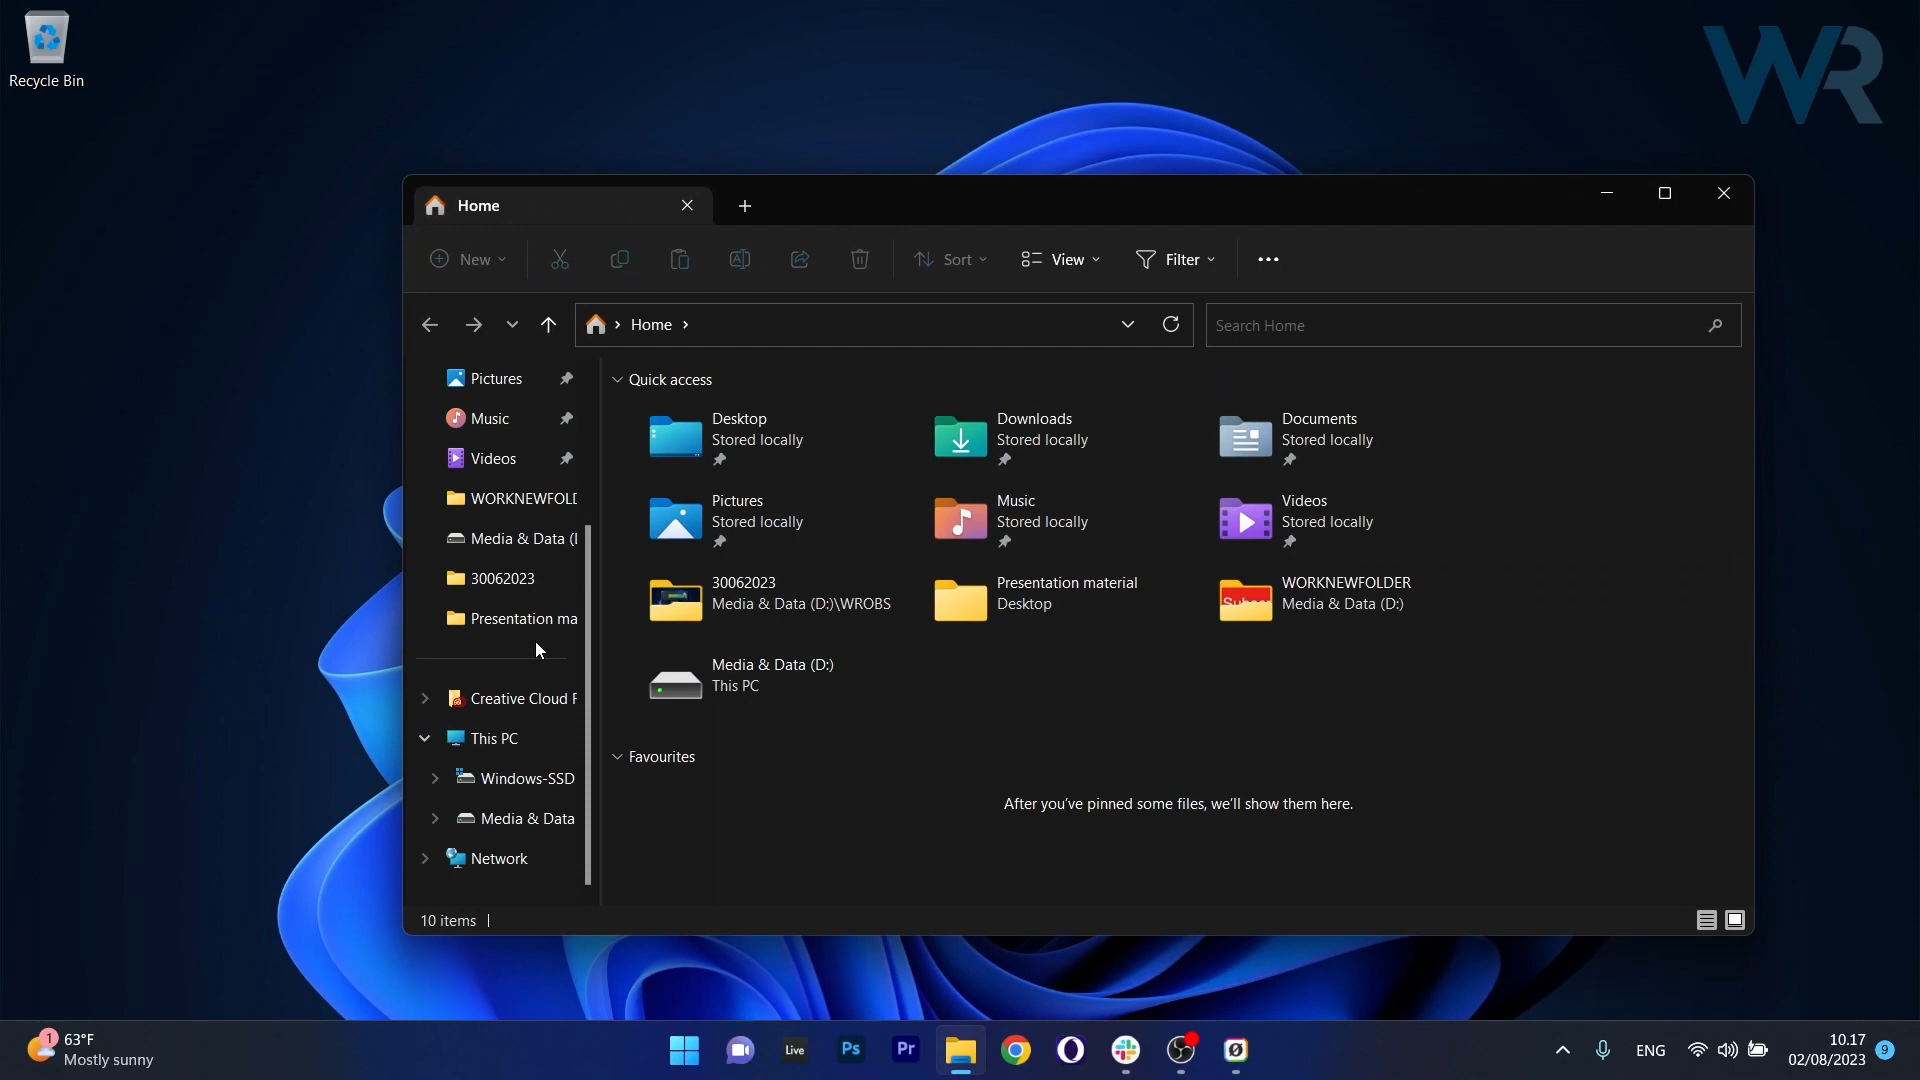 Recycle Bin
WR
Home
New
Sort
View
Filter
Home
Search Home
Pictures
Music
Videos
WORKNEWFOLD
Media & Data (
30062023
Presentation ma
Creative Cloud F
This PC
Windows-SSD
Media & Data
Network
Quick access
Desktop
Stored locally
Downloads
Stored locally
Documents
Stored locally
Pictures
Stored locally
Music
Stored locally
Videos
Stored locally
30062023
Media & Data (D:)\WROBS
Presentation material
Desktop
WORKNEWFOLDER
Media & Data (D:)
Media & Data (D:)
This PC
Favourites
After you've pinned some files, we'll show them here.
10 items
1
63°F
Mostly sunny
Live
Ps
Pr
ENG
10.17
02/08/2023
9